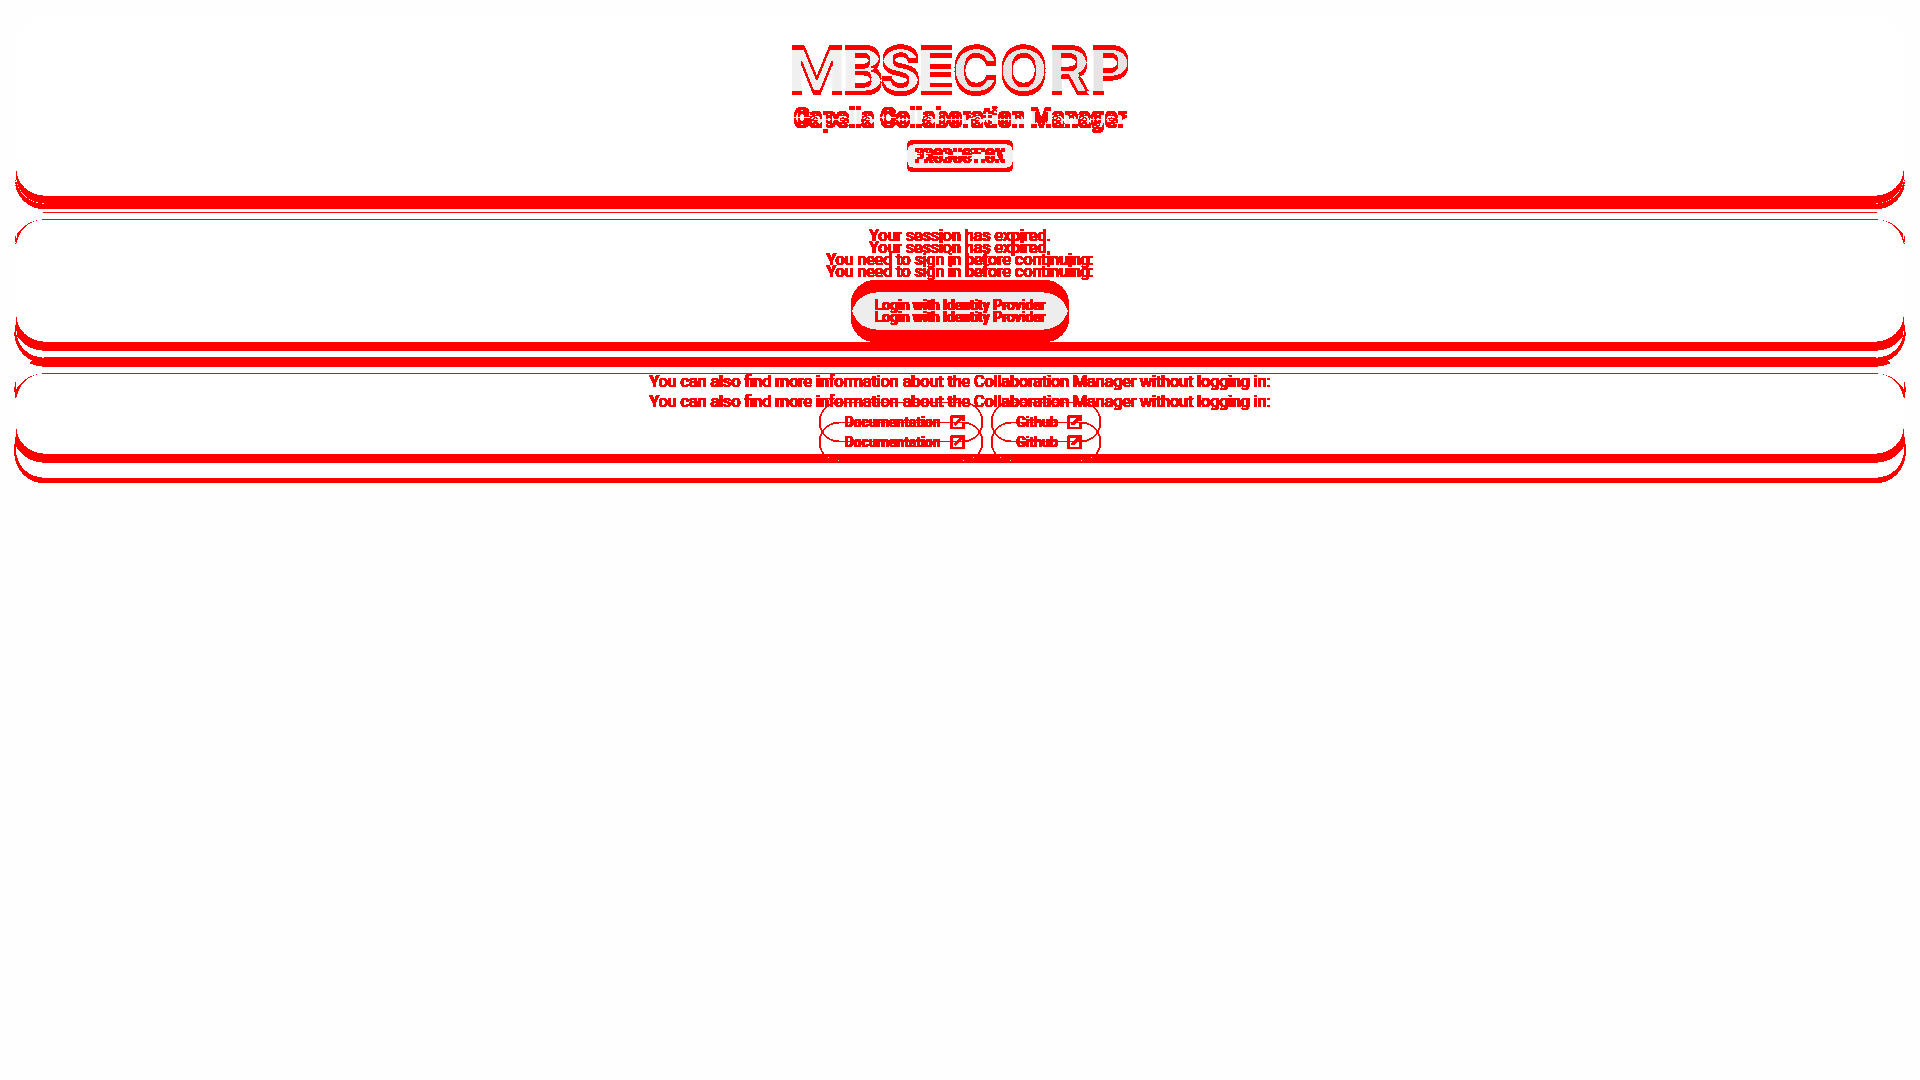 MBSECORP
Capella Collaboration Manager
Your session has expired.
Your session has expired.
You need to sign in before continuing:
You need to sign in before continuing:
Login with Identity Provider
Login with Identity Provider
You can also find more information about the Collaboration Manager without logging in:
You can also find more information about the Collaboration Manager without logging in:
Documentation Github
Documentation Github